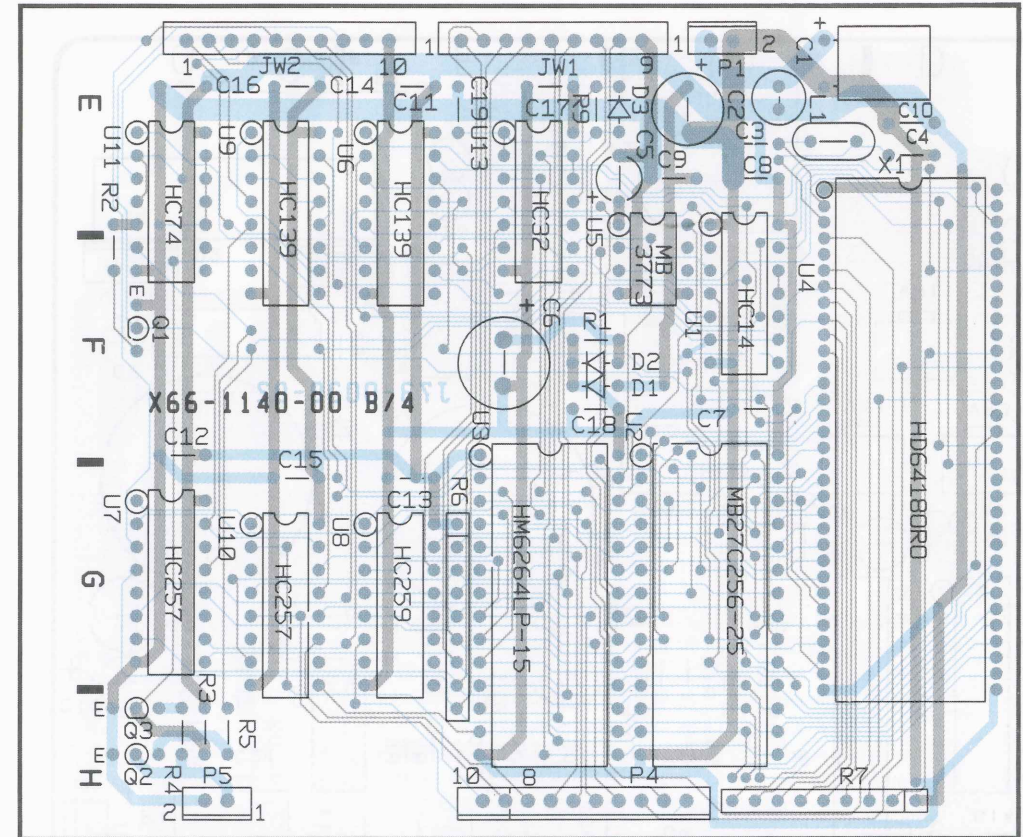 1 JW2 10
1 JW1 9
1 P1 2
+ C1
C16 C14 C11 C19 C17 R9 D3
+ C2 L1 C10
E
U11 U9 U6 U13 C5 C3 C4
C9 C8 X1
R2 HC74 HC139 HC139 HC32
+ U5 MB 3773
HC14 U4
E
Q1
+ C6 R1 U1
F
D2
D1
X66-1140-00 B/4
C12 U3 C18 U2 C7
C15
C13 R6
HD64180R0
U7 U10 U8
HC257 HC257 HC259 HM6264LP-15 MB27C256-25
G
E R3
Q3 R5
E
Q2 R4 P5
2 1
H
10 8 P4 R7